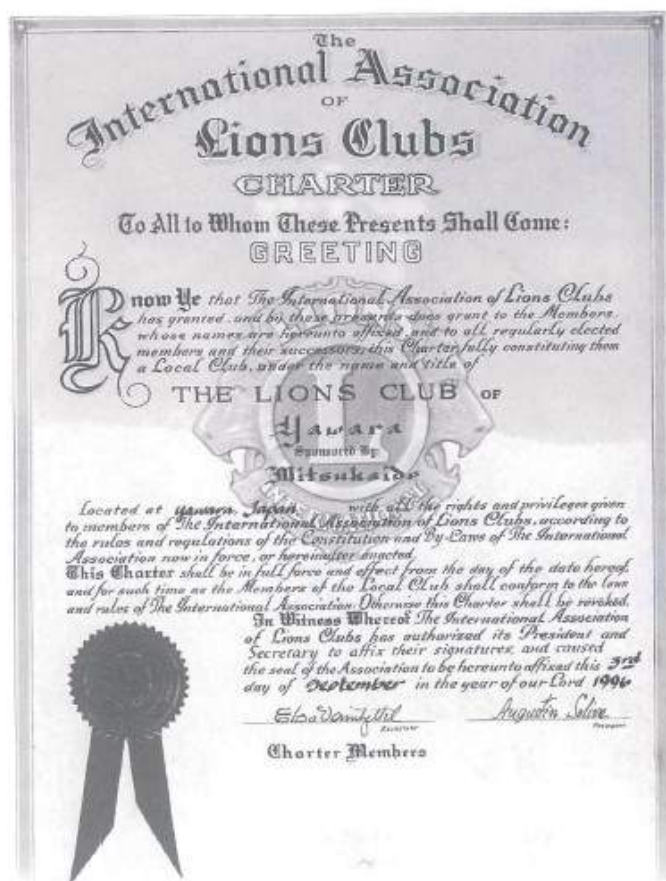 The
International Association
OF
Lions Clubs
CHARTER
To All to Whom These Presents Shall Come:
GREETING
Know Ye that The International Association of Lions Clubs
has granted and by these presents does grant to the Members,
whose names are hereunto affixed, and to all regularly elected
members and their successors, this Charter, fully constituting them
a Local Club, under the name and title of
THE LIONS CLUB OF
Yawara
Sponsored By
Mitsukaido
Located at Yawara, Japan with all the rights and privileges given
to members of The International Association of Lions Clubs, according to
the rules and regulations of the Constitution and By-Laws of The International
Association now in force, or hereinafter enacted.
This Charter shall be in full force and effect from the day of the date hereof,
and for such time as the Members of the Local Club shall conform to the laws
and rules of The International Association. Otherwise this Charter shall be revoked.
In Witness Whereof The International Association
of Lions Clubs has authorized its President and
Secretary to affix their signatures, and caused
the seal of the Association to be hereunto affixed this 3rd
day of September in the year of our Lord 1996
Augustin
Charter Members